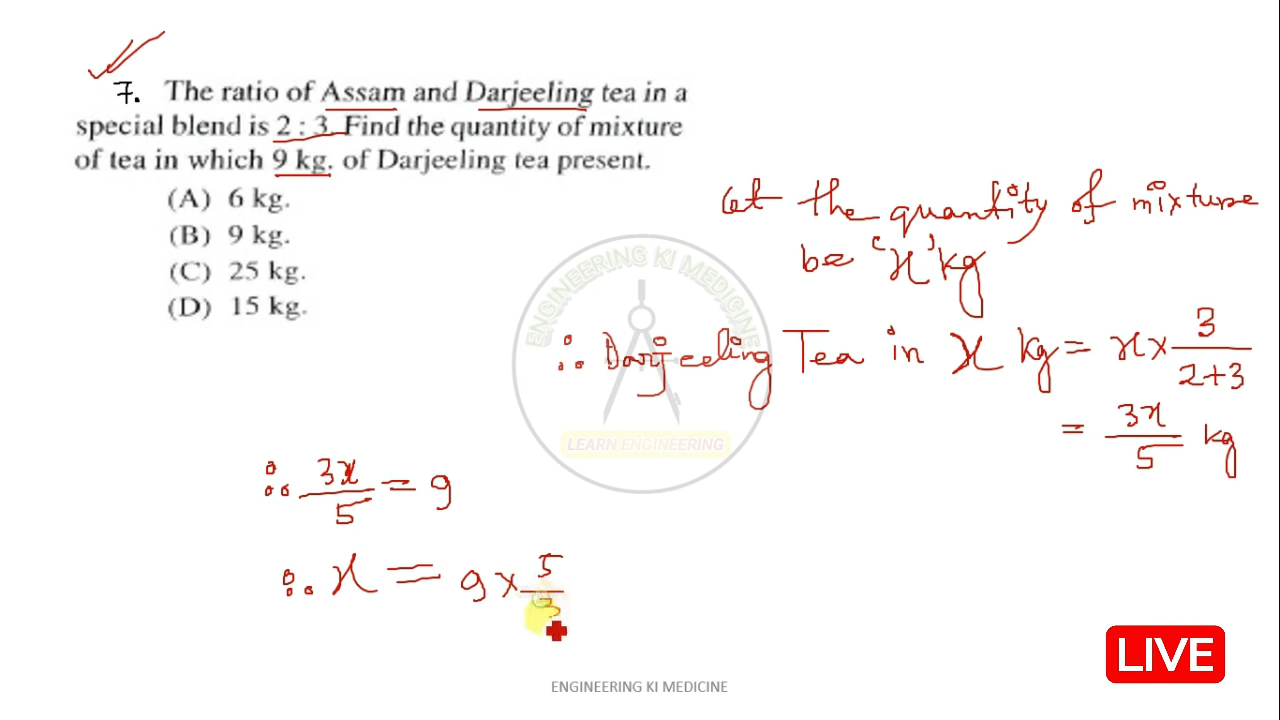 7. The ratio of Assam and Darjeeling tea in a
special blend is 2 : 3. Find the quantity of mixture
of tea in which 9 kg. of Darjeeling tea present.
(A) 6 kg.
(B) 9 kg.
(C) 25 kg.
(D) 15 kg.
Let the quantity of mixture
be 'x' kg
∴ Darjeeling Tea in x kg = x × 3/(2+3)
= 3x/5 kg
∴ 3x/5 = 9
∴ x = 9 × 5/3
ENGINEERING KI MEDICINE
LEARN ENGINEERING
LIVE
ENGINEERING KI MEDICINE